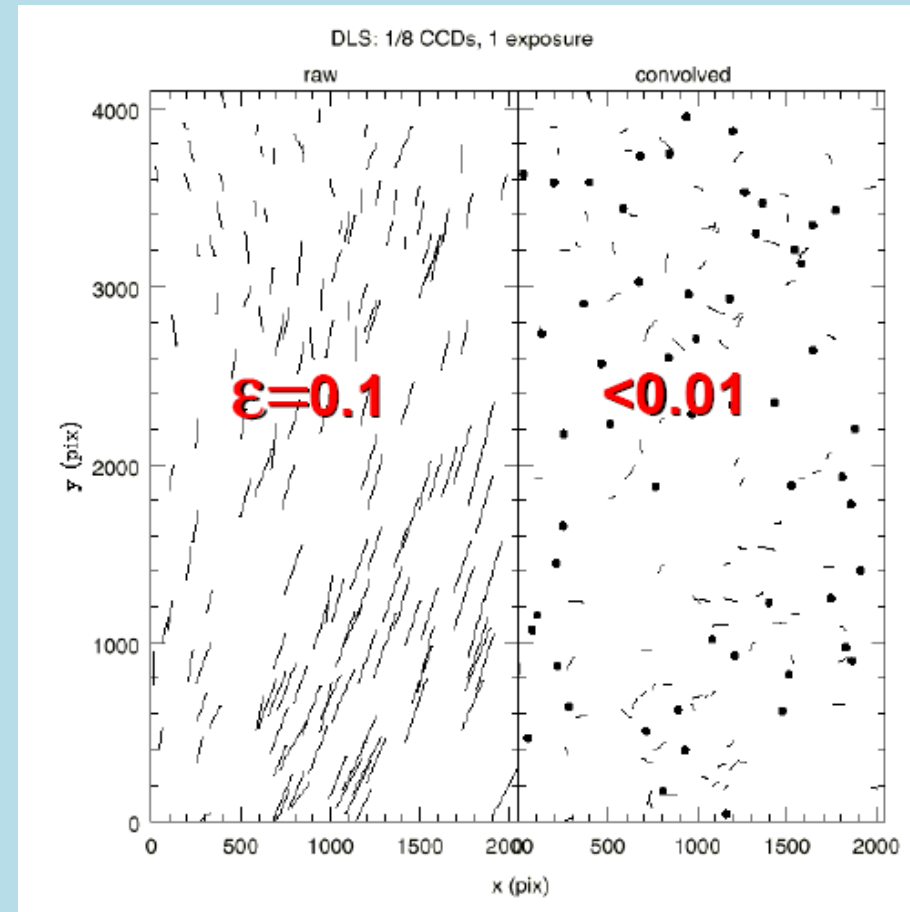 DLS: 1/8 CCDs, 1 exposure
raw convolved
4000
3000
ε=0.1 <0.01
y (pix)
2000
1000
0
0 500 1000 1500 2000 0 500 1000 1500 2000
x (pix)